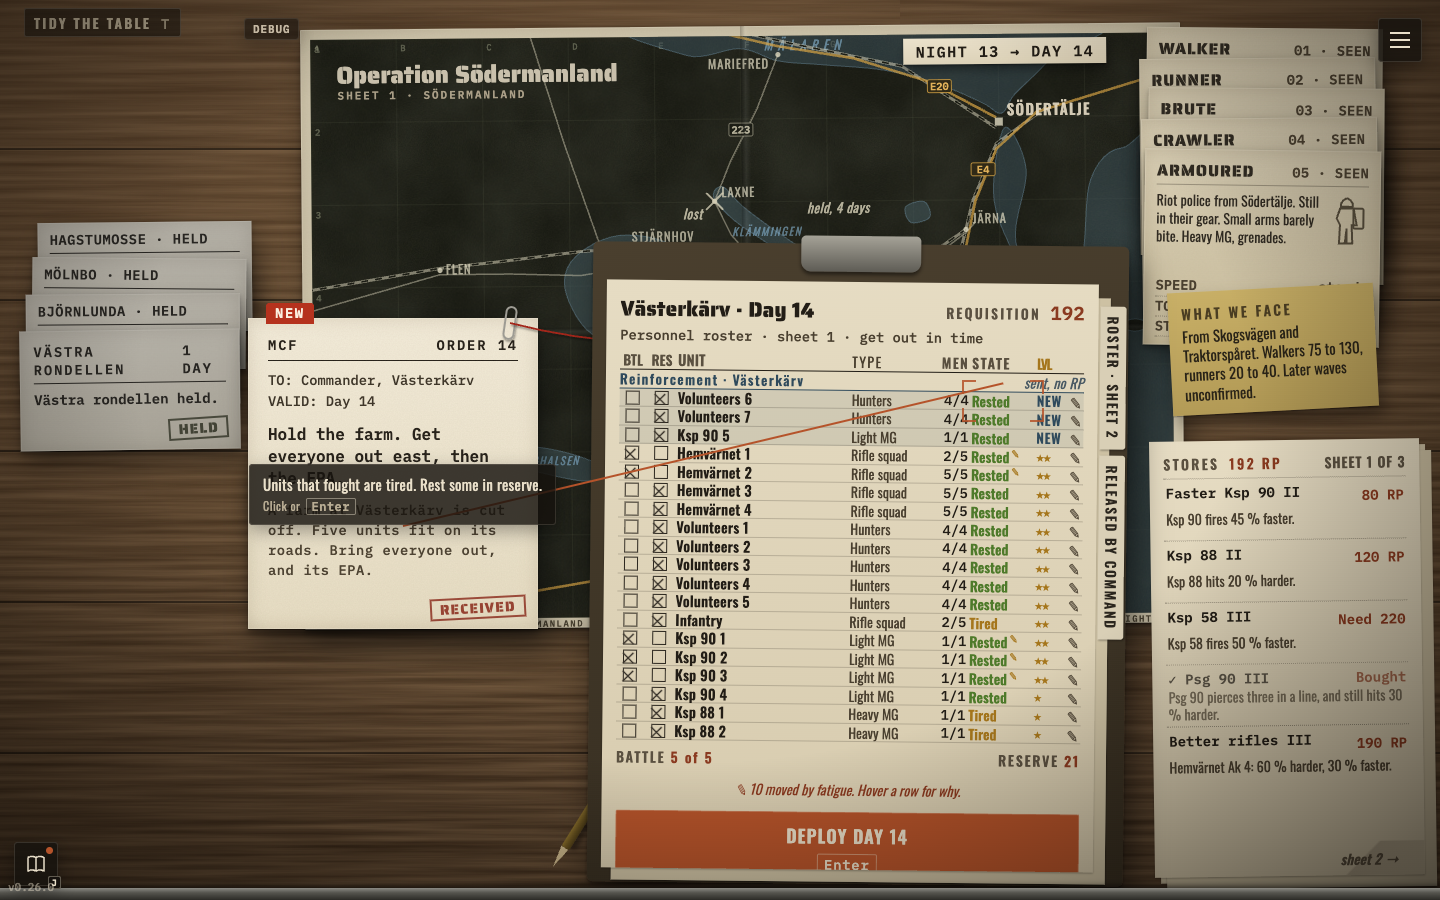 TIDY THE TABLE T
DEBUG
B
C
D
E
2
3
4
Operation Södermanland
SHEET 1 · SÖDERMANLAND
MARIEFRED
MÄLAREN
NIGHT 13 → DAY 14
E20
SÖDERTÄLJE
223
E4
LAXNE
lost
held, 4 days
KLÄMMINGEN
STJÄRNHOV
JÄRNA
FLEN
WALKER 01 · SEEN
RUNNER 02 · SEEN
BRUTE 03 · SEEN
CRAWLER 04 · SEEN
ARMOURED 05 · SEEN
Riot police from Södertälje. Still
in their gear. Small arms barely
bite. Heavy MG, grenades.
SPEED
WHAT WE FACE
From Skogsvägen and
Traktorspåret. Walkers 75 to 130,
runners 20 to 40. Later waves
unconfirmed.
HAGSTUMOSSE · HELD
MÖLNBO · HELD
BJÖRNLUNDA · HELD
VÄSTRA RONDELLEN 1 DAY
Västra rondellen held.
HELD
NEW
MCF ORDER 14
TO: Commander, Västerkärv
VALID: Day 14
Hold the farm. Get
everyone out east, then
the EPA.
Units that fought are tired. Rest some in reserve.
Click or Enter
off. Five units fit on its
roads. Bring everyone out,
and its EPA.
RECEIVED
Västerkärv · Day 14 REQUISITION 192
Personnel roster · sheet 1 · get out in time
BTL RES UNIT TYPE MEN STATE LVL
Reinforcement · Västerkärv sent, no RP
Volunteers 6 Hunters 4/4 Rested NEW
Volunteers 7 Hunters 4/4 Rested NEW
Ksp 90 5 Light MG 1/1 Rested NEW
Hemvärnet 1 Rifle squad 2/5 Rested ★★
Hemvärnet 2 Rifle squad 5/5 Rested ★★
Hemvärnet 3 Rifle squad 5/5 Rested ★★
Hemvärnet 4 Rifle squad 5/5 Rested ★★
Volunteers 1 Hunters 4/4 Rested ★★
Volunteers 2 Hunters 4/4 Rested ★★
Volunteers 3 Hunters 4/4 Rested ★★
Volunteers 4 Hunters 4/4 Rested ★★
Volunteers 5 Hunters 4/4 Rested ★★
Infantry Rifle squad 2/5 Tired ★★
Ksp 90 1 Light MG 1/1 Rested ★★
Ksp 90 2 Light MG 1/1 Rested ★★
Ksp 90 3 Light MG 1/1 Rested ★★
Ksp 90 4 Light MG 1/1 Rested ★
Ksp 88 1 Heavy MG 1/1 Tired ★
Ksp 88 2 Heavy MG 1/1 Tired ★
BATTLE 5 of 5 RESERVE 21
✎ 10 moved by fatigue. Hover a row for why.
DEPLOY DAY 14
Enter
ROSTER · SHEET 2
RELEASED BY COMMAND
STORES 192 RP SHEET 1 OF 3
Faster Ksp 90 II 80 RP
Ksp 90 fires 45 % faster.
Ksp 88 II 120 RP
Ksp 88 hits 20 % harder.
Ksp 58 III Need 220
Ksp 58 fires 50 % faster.
✓ Psg 90 III Bought
Psg 90 pierces three in a line, and still hits 30
% harder.
Better rifles III 190 RP
Hemvärnet Ak 4: 60 % harder, 30 % faster.
sheet 2 →
J
v0.26.0